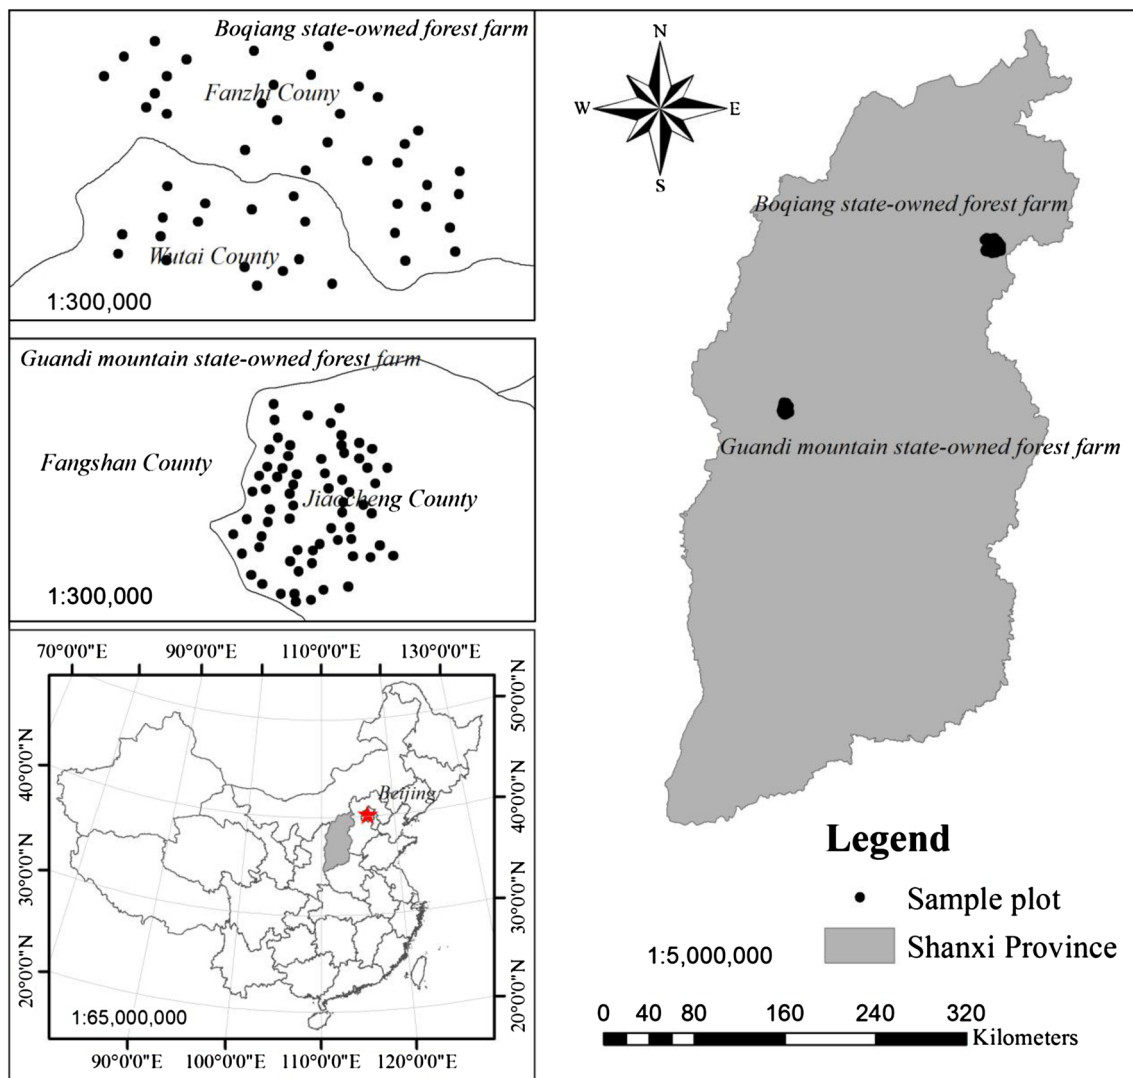 Boqiang state-owned forest farm
Fanzhi Couny
Wutai County
1:300,000
Guandi mountain state-owned forest farm
Fangshan County
Jiaocheng County
1:300,000
70°0'0"E 90°0'0"E 110°0'0"E 130°0'0"E
50°0'0"N
40°0'0"N
40°0'0"N
30°0'0"N
30°0'0"N
20°0'0"N
20°0'0"N
Beijing
1:65,000,000
90°0'0"E 100°0'0"E 110°0'0"E 120°0'0"E
N
W E
S
Boqiang state-owned forest farm
Guandi mountain state-owned forest farm
Legend
Sample plot
Shanxi Province
1:5,000,000
0 40 80 160 240 320
Kilometers